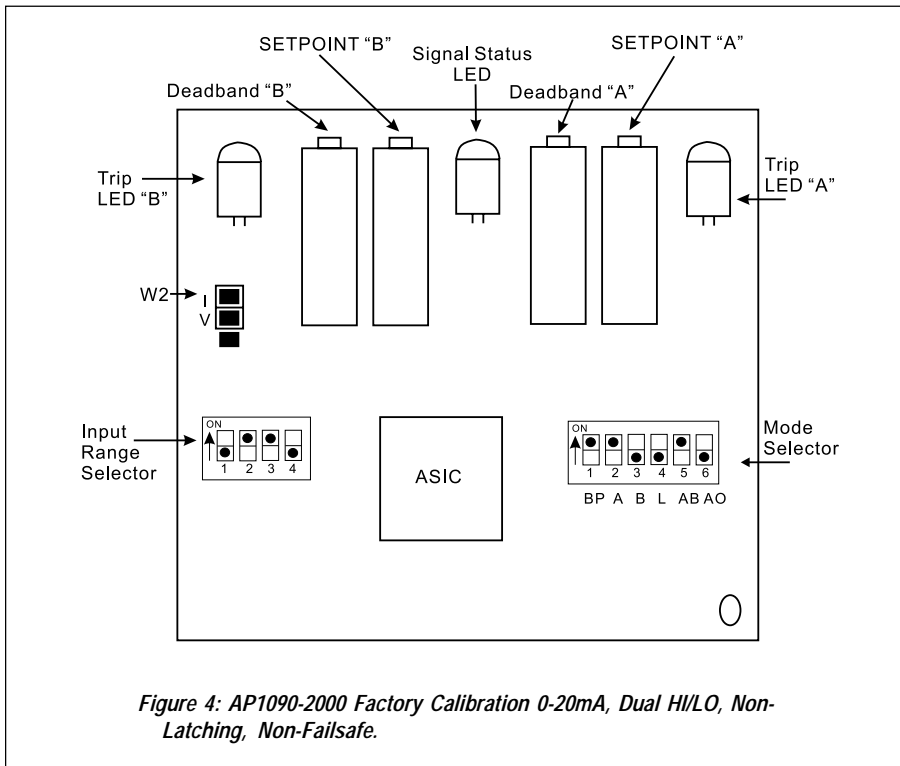 SETPOINT “B”
Signal Status
LED
SETPOINT “A”
Deadband “B”
Deadband “A”
Trip
LED “B”
Trip
LED “A”
W2
I
V
Input
Range
Selector
ON
1 2 3 4
ASIC
ON
1 2 3 4 5 6
BP A B L AB AO
Mode
Selector
Figure 4: AP1090-2000 Factory Calibration 0-20mA, Dual HI/LO, Non-
Latching, Non-Failsafe.